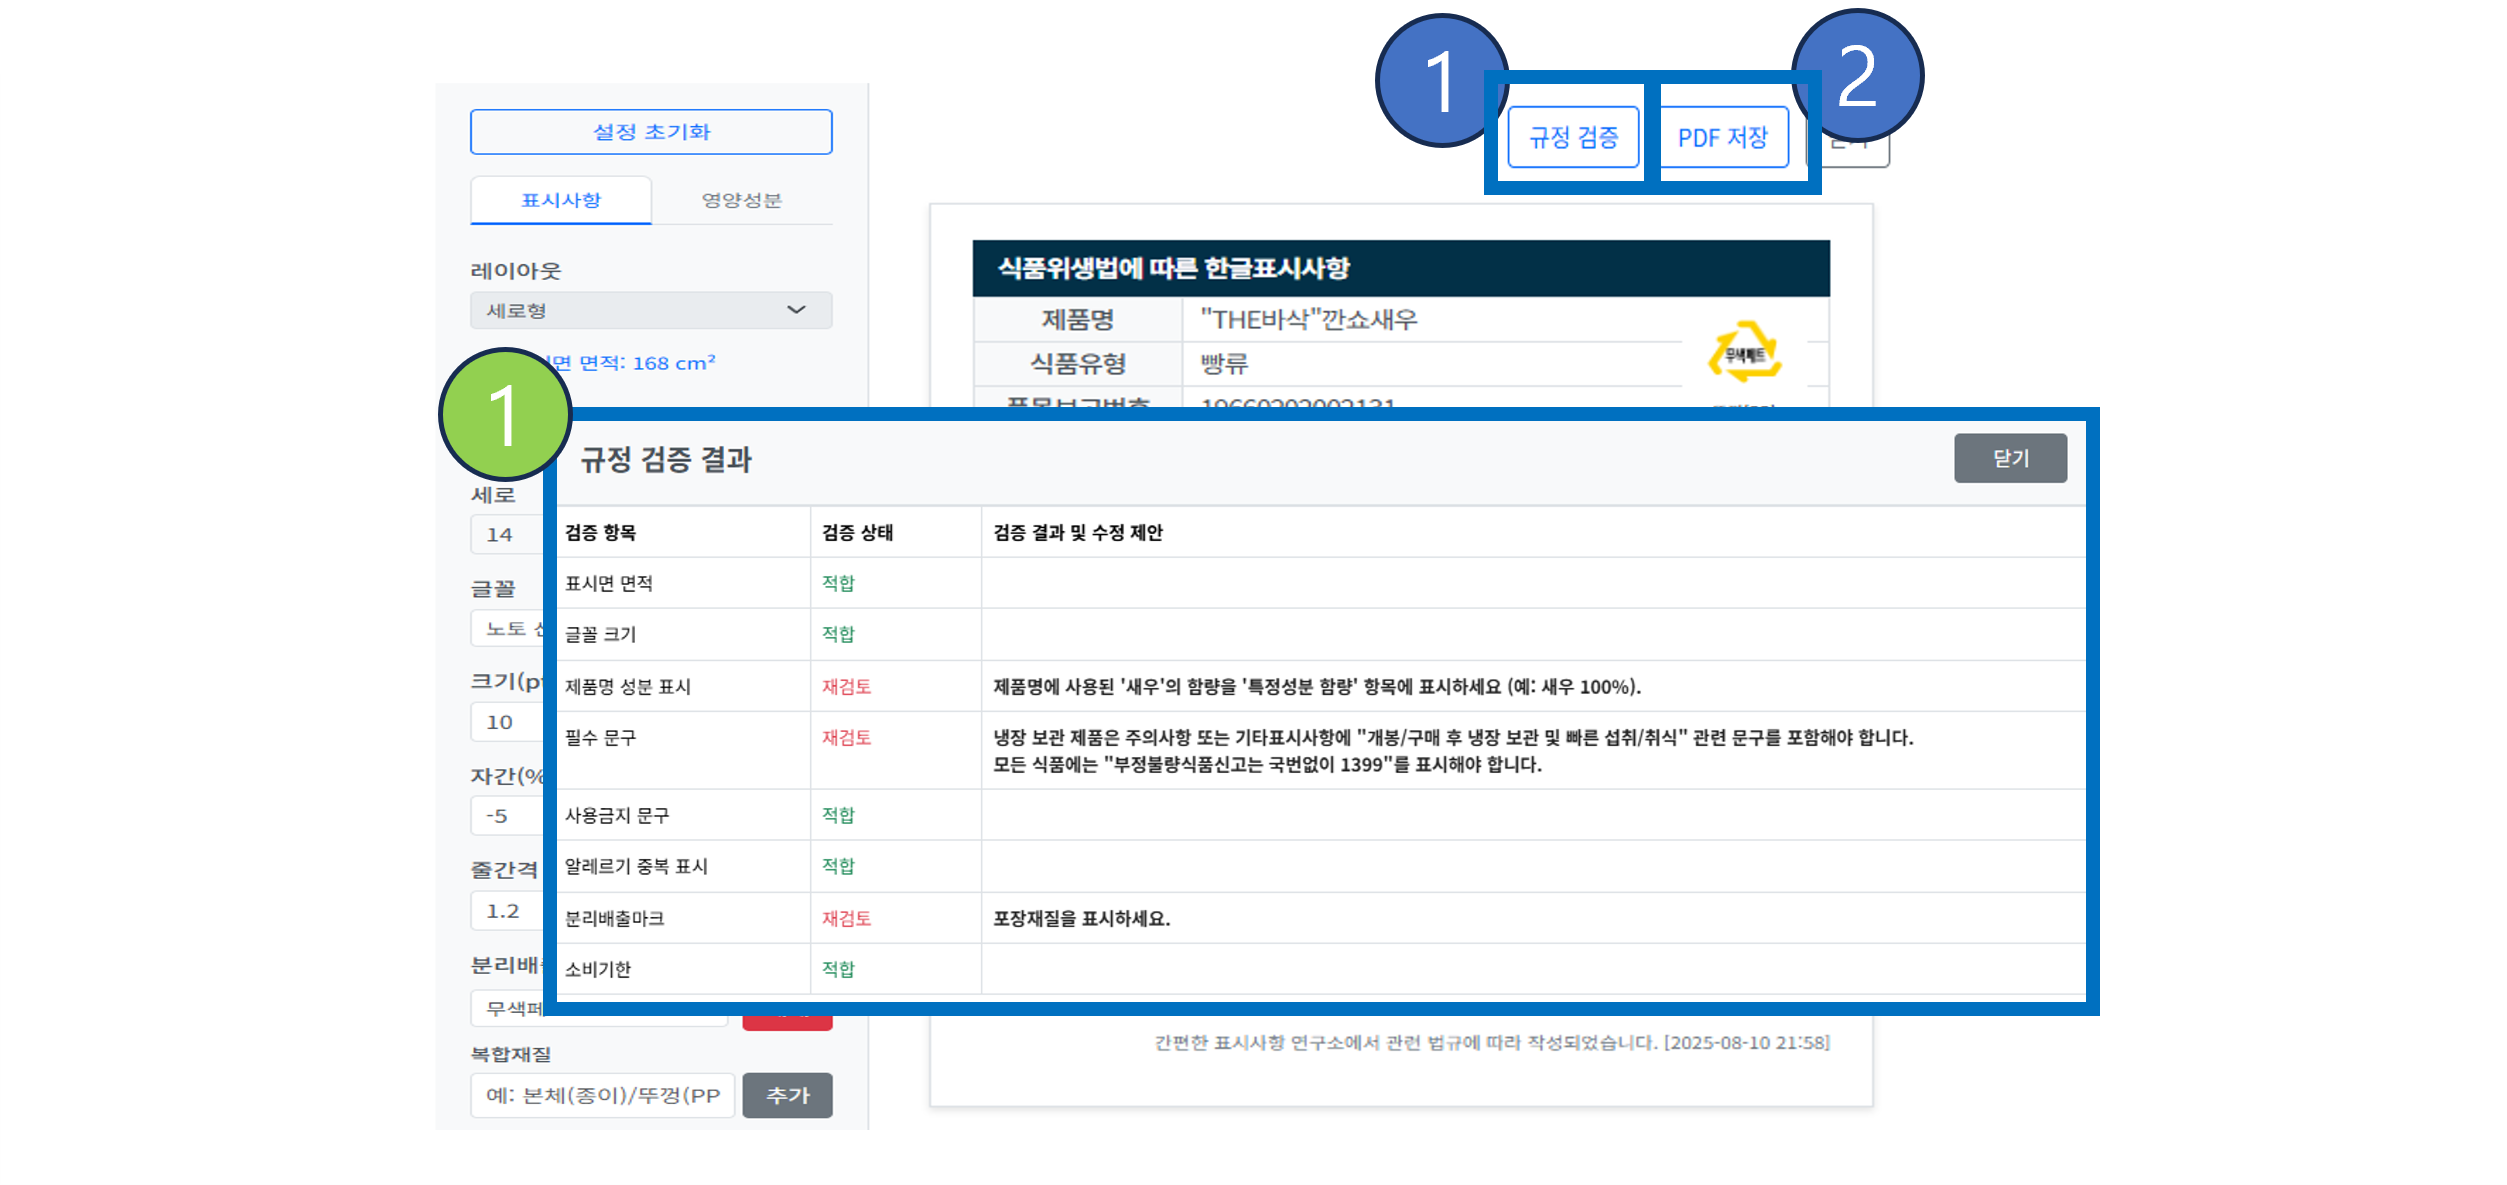 1
2
규정 검증
PDF 저장
설정 초기화
표시사항
영양성분
레이아웃
세로형
면 면적: 168 cm²
식품위생법에 따른 한글표시사항
제품명
"THE바삭"깐쇼새우
식품유형
빵류
무색페트
1
규정 검증 결과
닫기
검증 항목
검증 상태
검증 결과 및 수정 제안
표시면 면적
적합
글꼴 크기
적합
제품명 성분 표시
재검토
제품명에 사용된 '새우'의 함량을 '특정성분 함량' 항목에 표시하세요 (예: 새우 100%).
필수 문구
재검토
냉장 보관 제품은 주의사항 또는 기타표시사항에 "개봉/구매 후 냉장 보관 및 빠른 섭취/취식" 관련 문구를 포함해야 합니다.
모든 식품에는 "부정불량식품신고는 국번없이 1399"를 표시해야 합니다.
사용금지 문구
적합
알레르기 중복 표시
적합
분리배출마크
재검토
포장재질을 표시하세요.
소비기한
적합
세로
14
글꼴
노토
크기(p
10
자간(%
-5
줄간격
1.2
분리배
무색페
복합재질
예: 본체(종이)/뚜껑(PP
추가
간편한 표시사항 연구소에서 관련 법규에 따라 작성되었습니다. [2025-08-10 21:58]